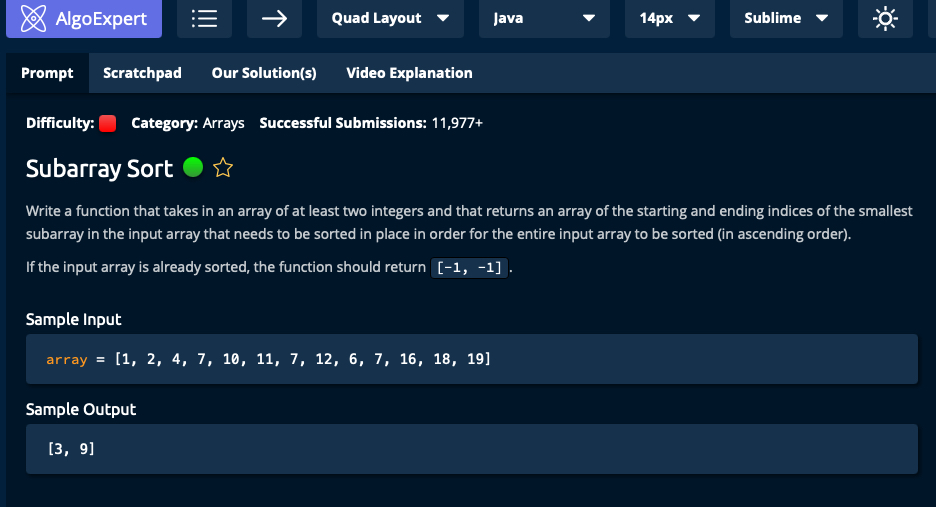 AlgoExpert Quad Layout Java 14px Sublime
Prompt Scratchpad Our Solution(s) Video Explanation
Difficulty: Category: Arrays Successful Submissions: 11,977+
Subarray Sort
Write a function that takes in an array of at least two integers and that returns an array of the starting and ending indices of the smallest
subarray in the input array that needs to be sorted in place in order for the entire input array to be sorted (in ascending order).
If the input array is already sorted, the function should return [-1, -1] .
Sample Input
array = [1, 2, 4, 7, 10, 11, 7, 12, 6, 7, 16, 18, 19]
Sample Output
[3, 9]